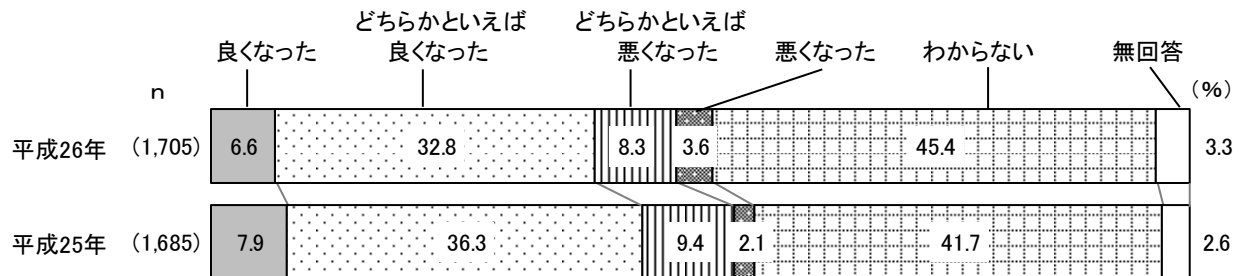 どちらかといえば どちらかといえば
良くなった 良くなった 悪くなった 悪くなった わからない 無回答
ｎ (%)
平成26年 (1,705) 6.6 32.8 8.3 3.6 45.4 3.3
平成25年 (1,685) 7.9 36.3 9.4 2.1 41.7 2.6